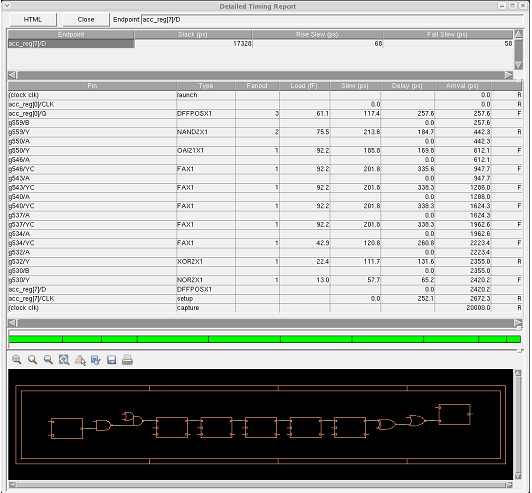 Detailed Timing Report
HTML Close Endpoint acc_reg[7]/D
Endpoint Slack (ps) Rise Slew (ps) Fall Slew (ps)
acc_reg[7]/D 17328 68 58
Pin Type Fanout Load (fF) Slew (ps) Delay (ps) Arrival (ps)
(clock clk) launch 0.0 R
acc_reg[0]/CLK 0.0 0.0 R
acc_reg[0]/Q DFFPOSX1 3 61.1 117.4 257.6 257.6 F
g559/B 0.0 257.6
g559/Y NAND2X1 2 75.5 213.6 184.7 442.3 R
g550/A 0.0 442.3
g550/Y OAI21X1 1 92.2 185.8 169.8 612.1 F
g546/A 0.0 612.1
g546/YC FAX1 1 92.2 201.8 335.6 947.7 F
g543/A 0.0 947.7
g543/YC FAX1 1 92.2 201.8 338.3 1286.0 F
g540/A 0.0 1286.0
g540/YC FAX1 1 92.2 201.8 338.3 1624.3 F
g537/A 0.0 1624.3
g537/YC FAX1 1 92.2 201.8 338.3 1962.6 F
g534/A 0.0 1962.6
g534/YC FAX1 1 42.9 120.8 260.8 2223.4 F
g532/A 0.0 2223.4
g532/Y XOR2X1 1 22.4 111.7 131.6 2355.0 R
g530/B 0.0 2355.0
g530/Y NOR2X1 1 13.0 57.7 65.2 2420.2 F
acc_reg[7]/D DFFPOSX1 0.0 2420.2
acc_reg[7]/CLK setup 0.0 252.1 2672.3 R
(clock clk) capture 20000.0 R